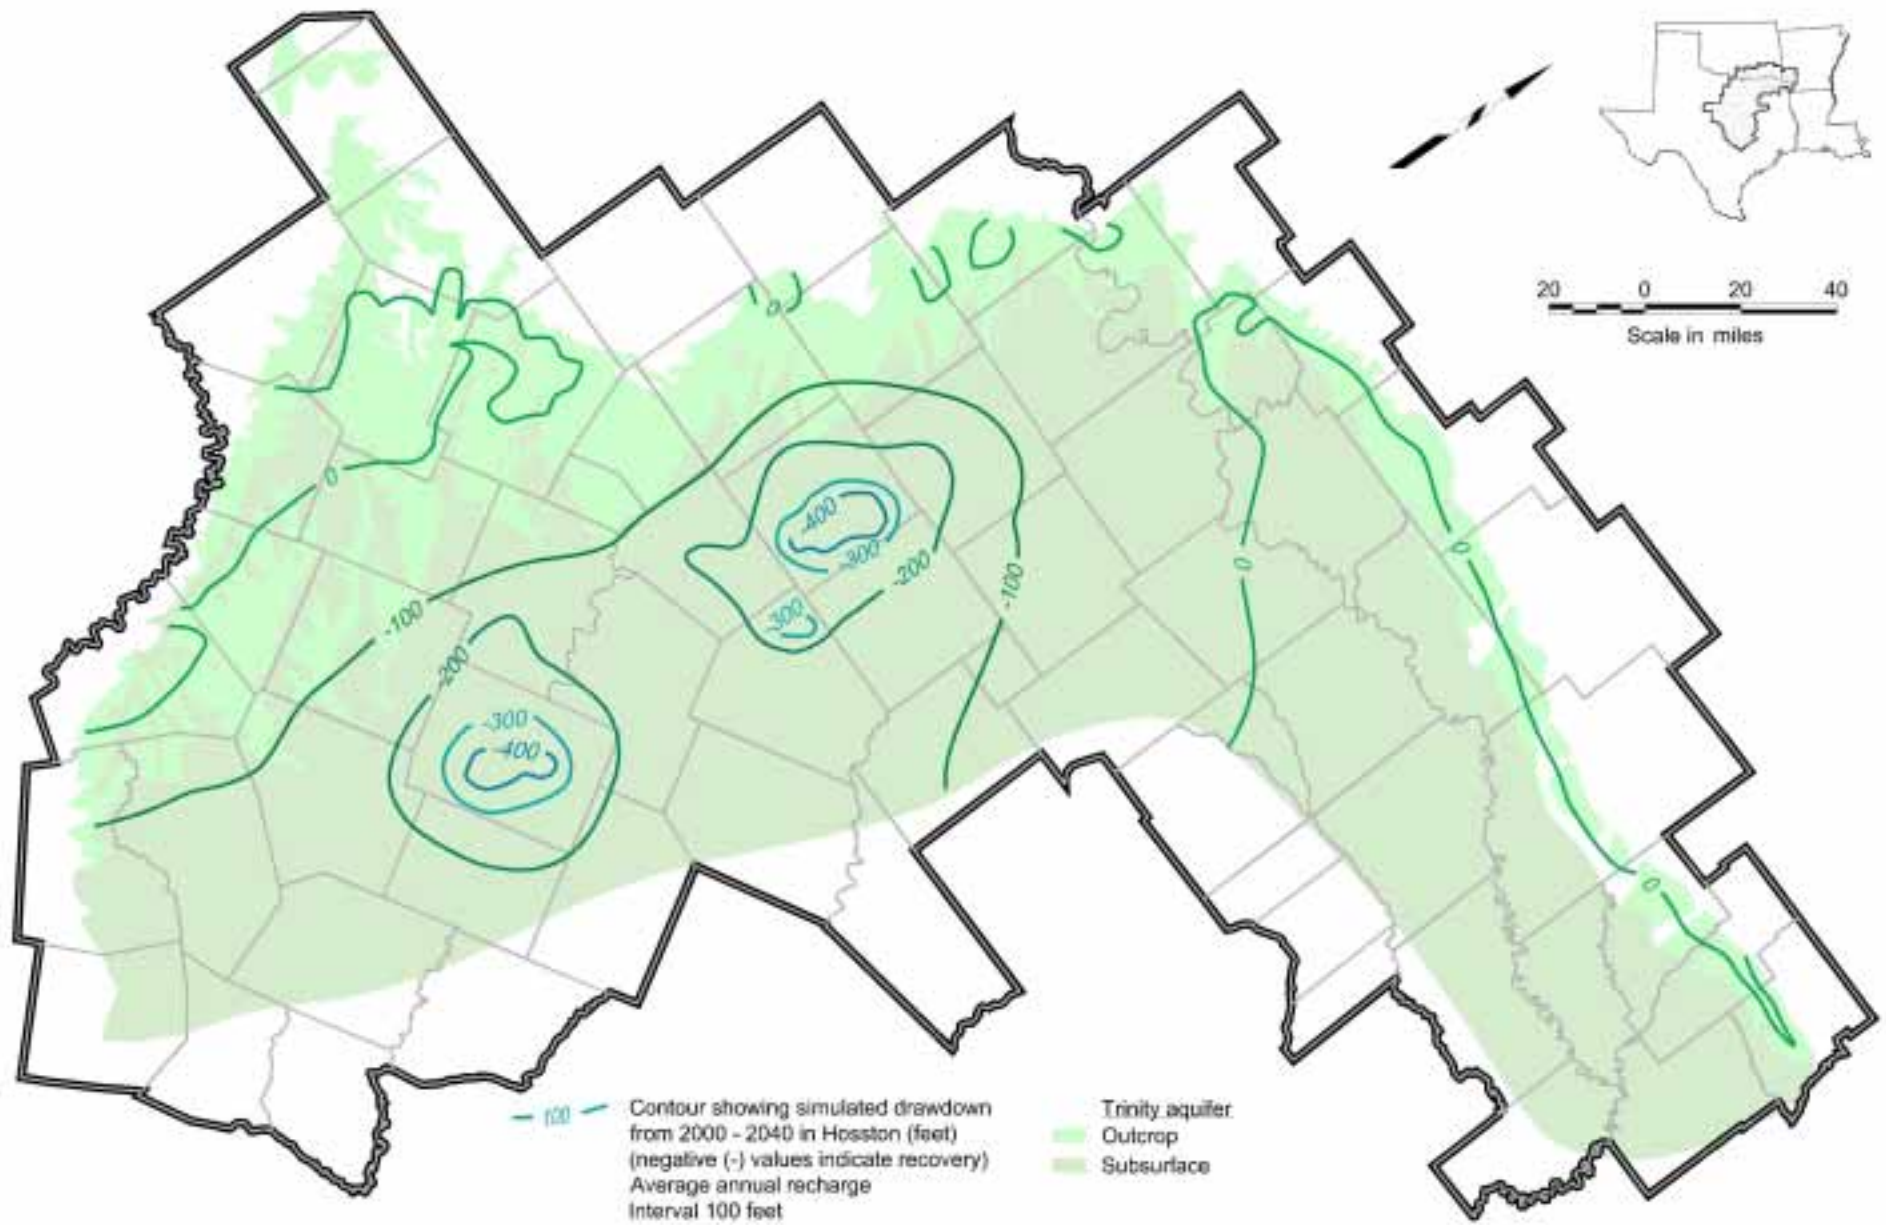 20 0 20 40
Scale in miles
0
0
-400
-300
-200
-100
-300
0
0
-100
-200
-300
-400
0
100
Contour showing simulated drawdown
from 2000 - 2040 in Hosston (feet)
(negative (-) values indicate recovery)
Average annual recharge
Interval 100 feet
Trinity aquifer
Outcrop
Subsurface